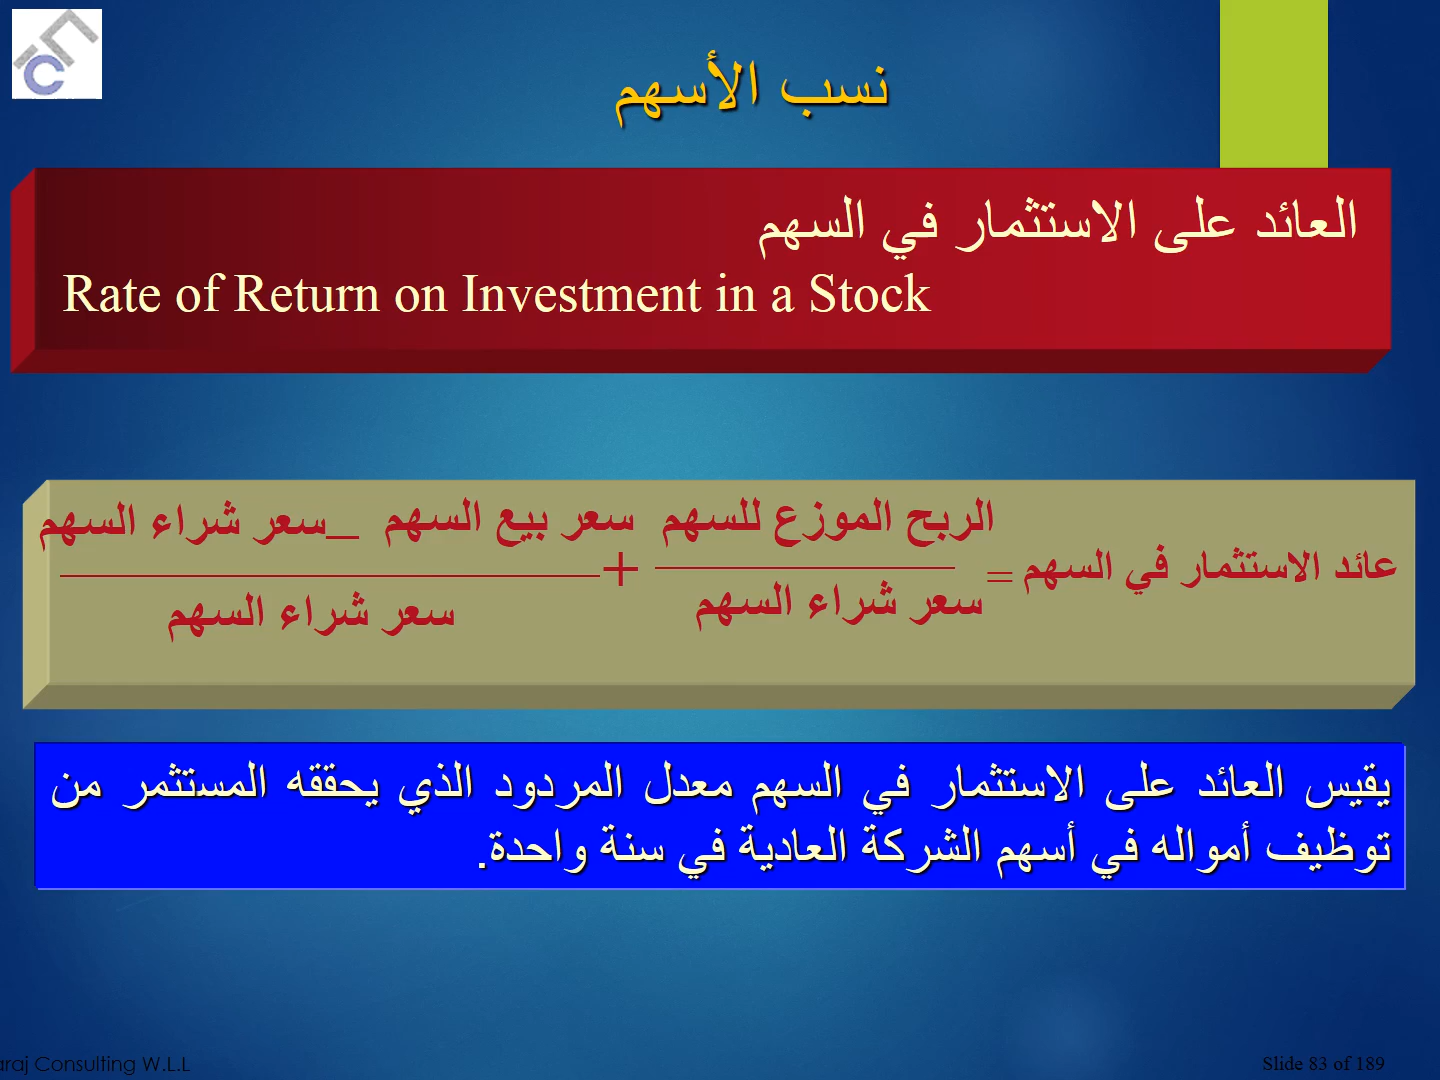 نسب الأسهم
العائد على الاستثمار في السهم
Rate of Return on Investment in a Stock
الربح الموزع للسهم سعر بيع السهم _ سعر شراء السهم
عائد الاستثمار في السهم = +
سعر شراء السهم سعر شراء السهم
يقيس العائد على الاستثمار في السهم معدل المردود الذي يحققه المستثمر من
توظيف أمواله في أسهم الشركة العادية في سنة واحدة.
Consulting W.L.L
Slide 83 of 189